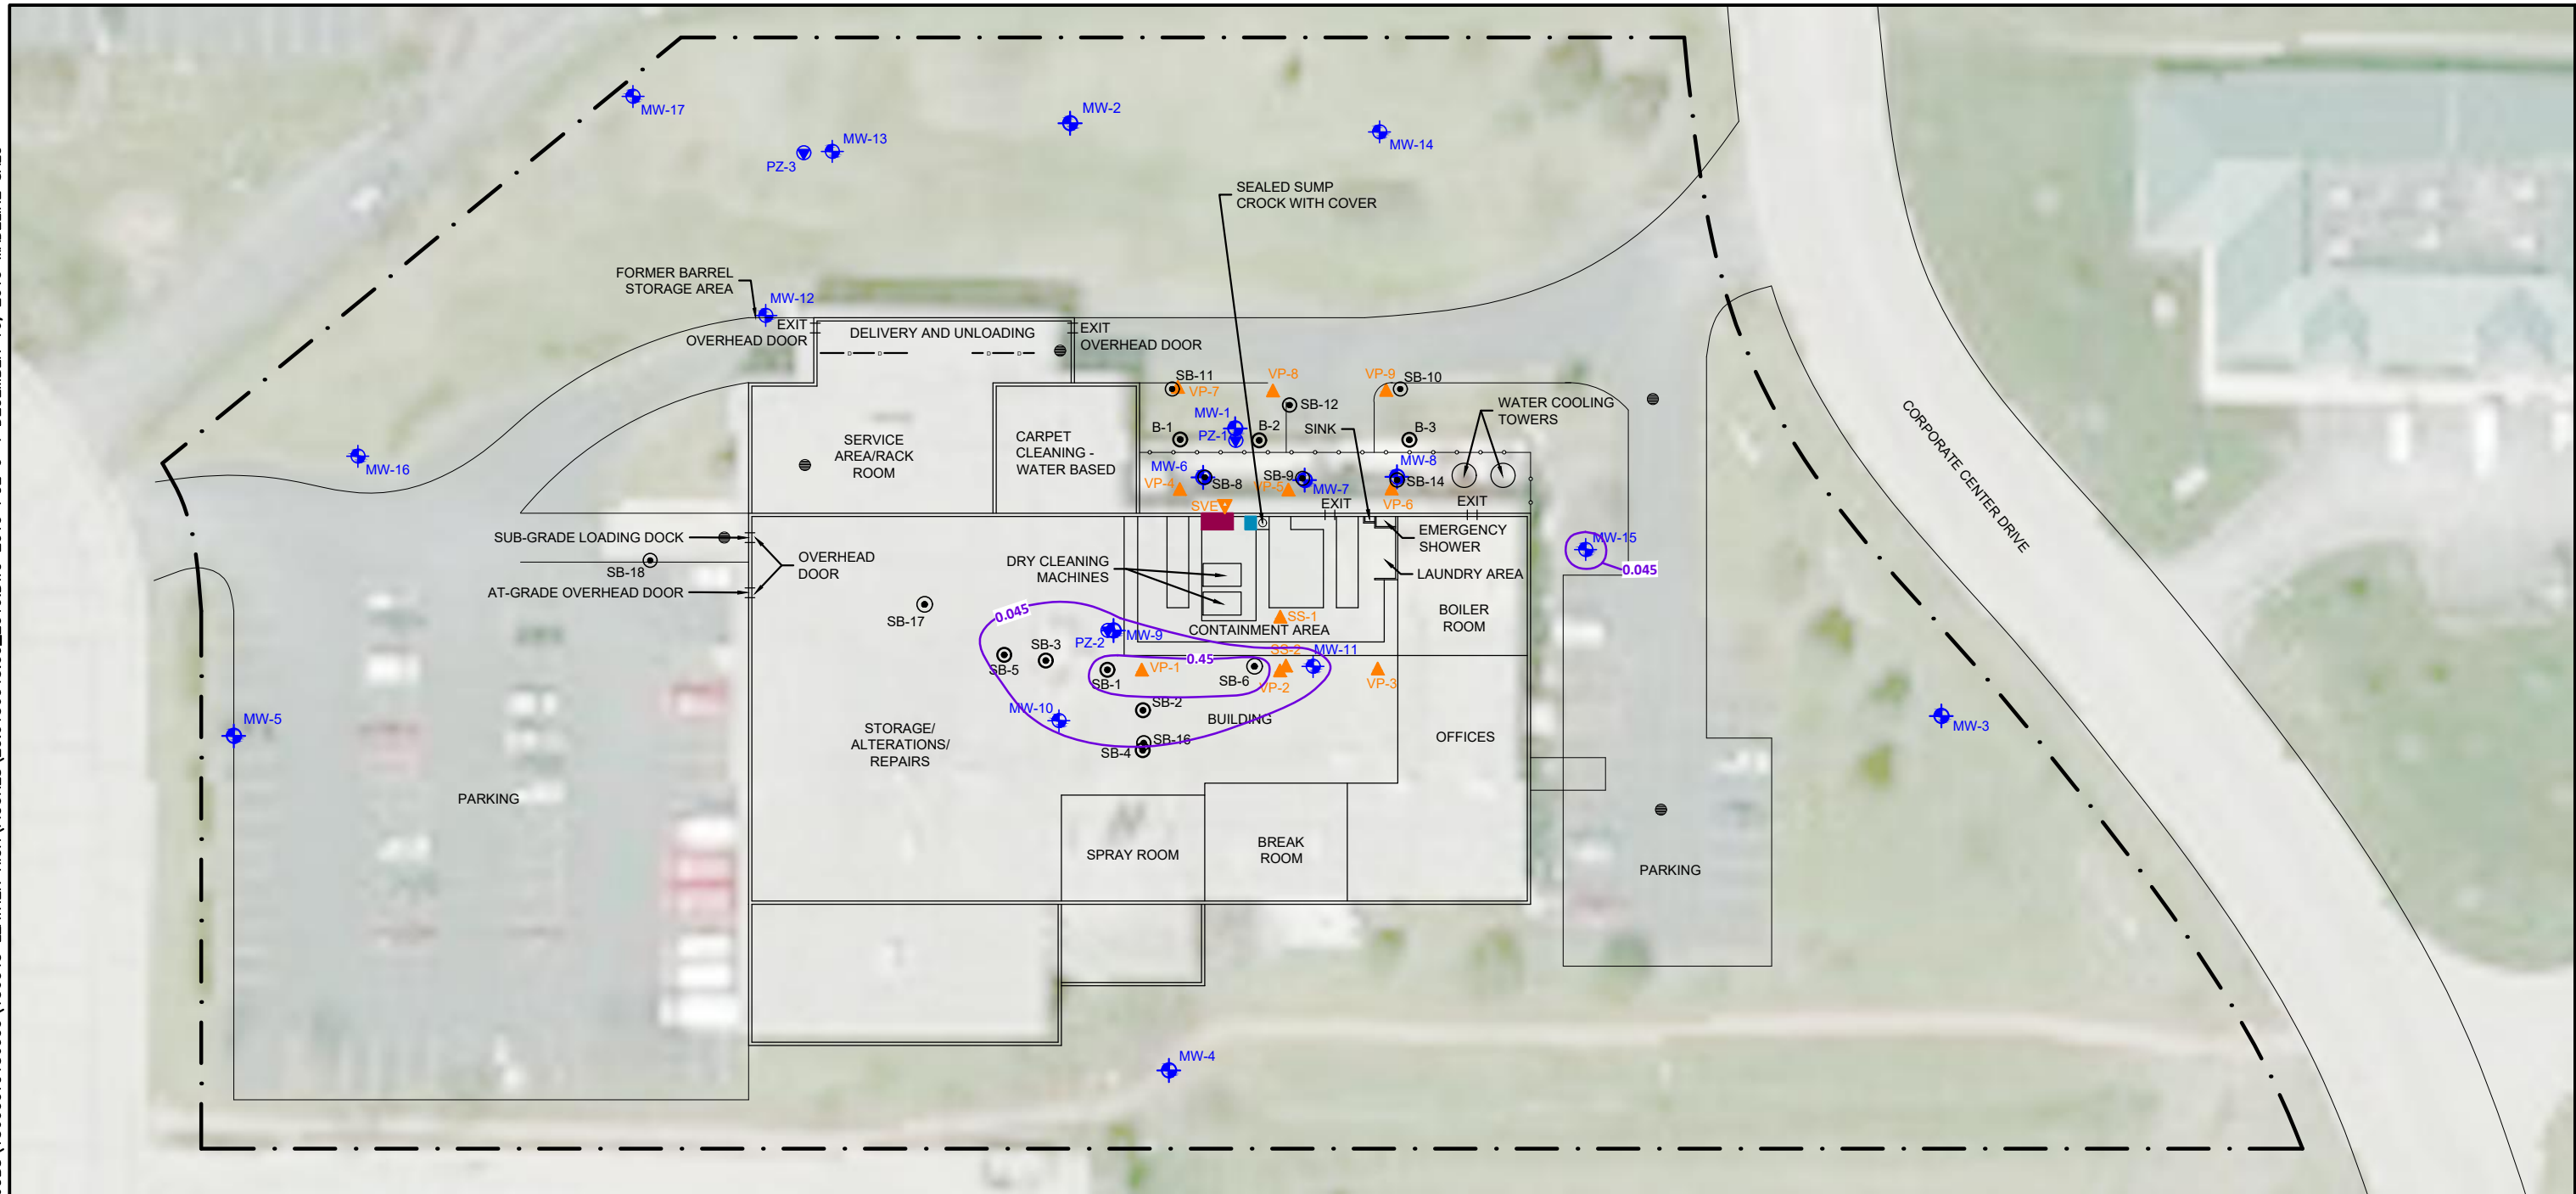 MW-17
MW-2
MW-13
MW-14
PZ-3
SEALED SUMP
CROCK WITH COVER
FORMER BARREL
STORAGE AREA
MW-12
EXIT
OVERHEAD DOOR
DELIVERY AND UNLOADING
EXIT
OVERHEAD DOOR
SB-11
VP-7
VP-8
VP-9
SB-10
SB-12
WATER COOLING
TOWERS
MW-1
B-1
PZ-1
B-2
SINK
B-3
SERVICE
AREA/RACK
ROOM
CARPET
CLEANING -
WATER BASED
MW-16
MW-6
SB-8
VP-4
SB-9
VP-5
MW-7
MW-8
SB-14
VP-6
SVE
EXIT
EXIT
CORPORATE CENTER DRIVE
SUB-GRADE LOADING DOCK
OVERHEAD
DOOR
SB-18
AT-GRADE OVERHEAD DOOR
EMERGENCY
SHOWER
DRY CLEANING
MACHINES
LAUNDRY AREA
MW-15
0.045
SB-17
0.045
SS-1
CONTAINMENT AREA
BOILER
ROOM
PZ-2
MW-9
SB-3
SB-5
0.45
SS-2
MW-11
SB-1
VP-1
SB-6
VP-2
VP-3
MW-10
SB-2
BUILDING
MW-5
MW-3
STORAGE/
ALTERATIONS/
REPAIRS
SB-16
SB-4
OFFICES
PARKING
SPRAY ROOM
BREAK
ROOM
PARKING
MW-4